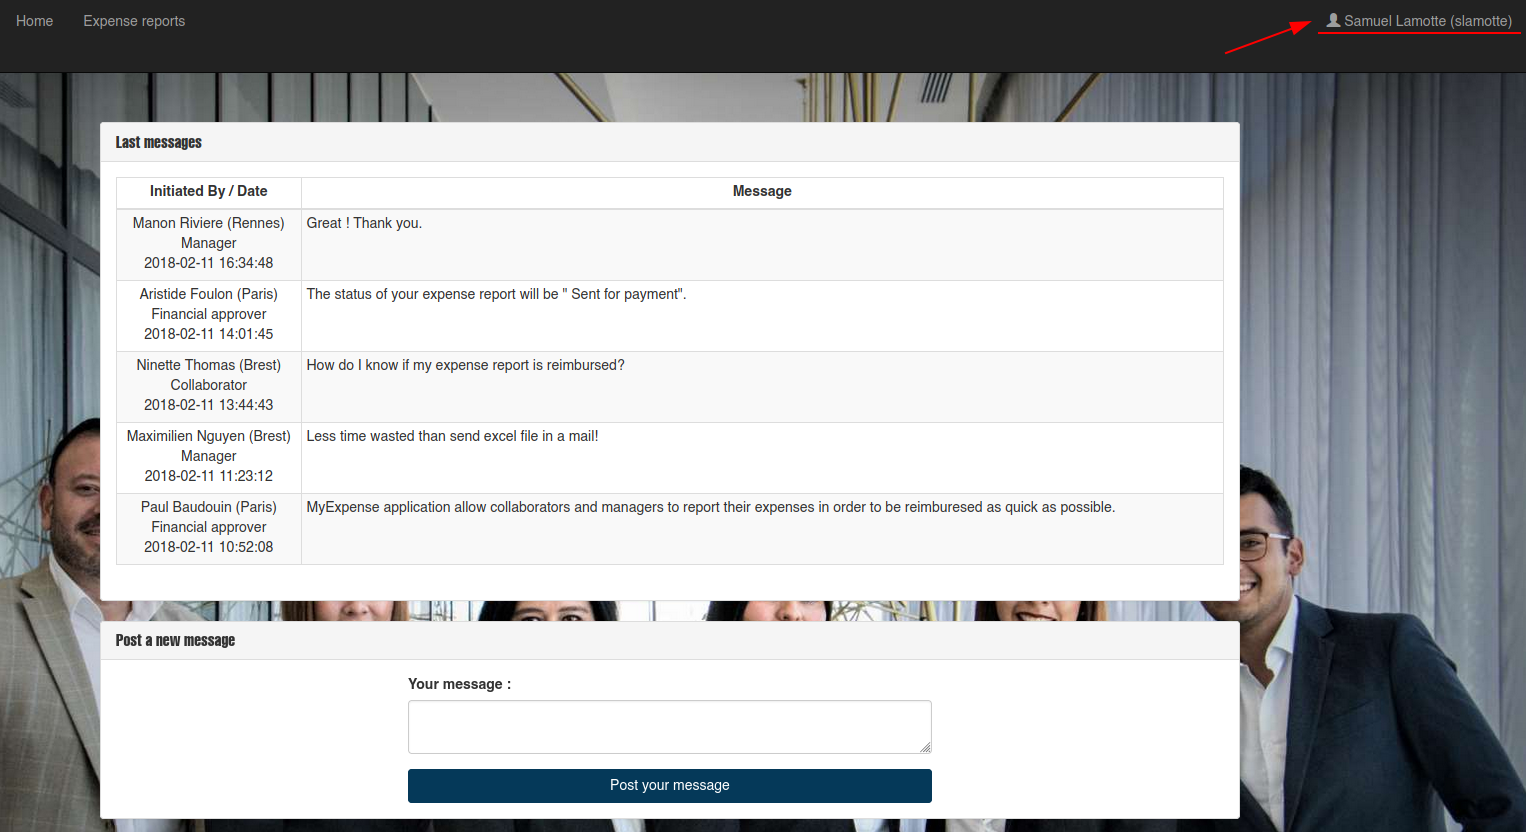 Home Expense reports Samuel Lamotte (slamotte)
Last messages
Initiated By / Date Message
Manon Riviere (Rennes) Great ! Thank you.
Manager
2018-02-11 16:34:48
Aristide Foulon (Paris) The status of your expense report will be " Sent for payment".
Financial approver
2018-02-11 14:01:45
Ninette Thomas (Brest) How do I know if my expense report is reimbursed?
Collaborator
2018-02-11 13:44:43
Maximilien Nguyen (Brest) Less time wasted than send excel file in a mail!
Manager
2018-02-11 11:23:12
Paul Baudouin (Paris) MyExpense application allow collaborators and managers to report their expenses in order to be reimburesed as quick as possible.
Financial approver
2018-02-11 10:52:08
Post a new message
Your message :
Post your message